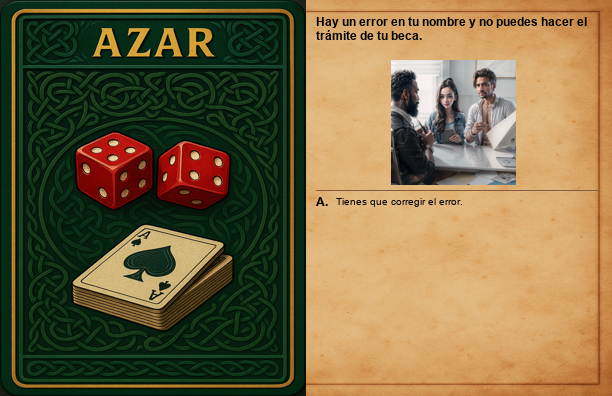 AZAR
A
A
Hay un error en tu nombre y no puedes hacer el
trámite de tu beca.
A. Tienes que corregir el error.